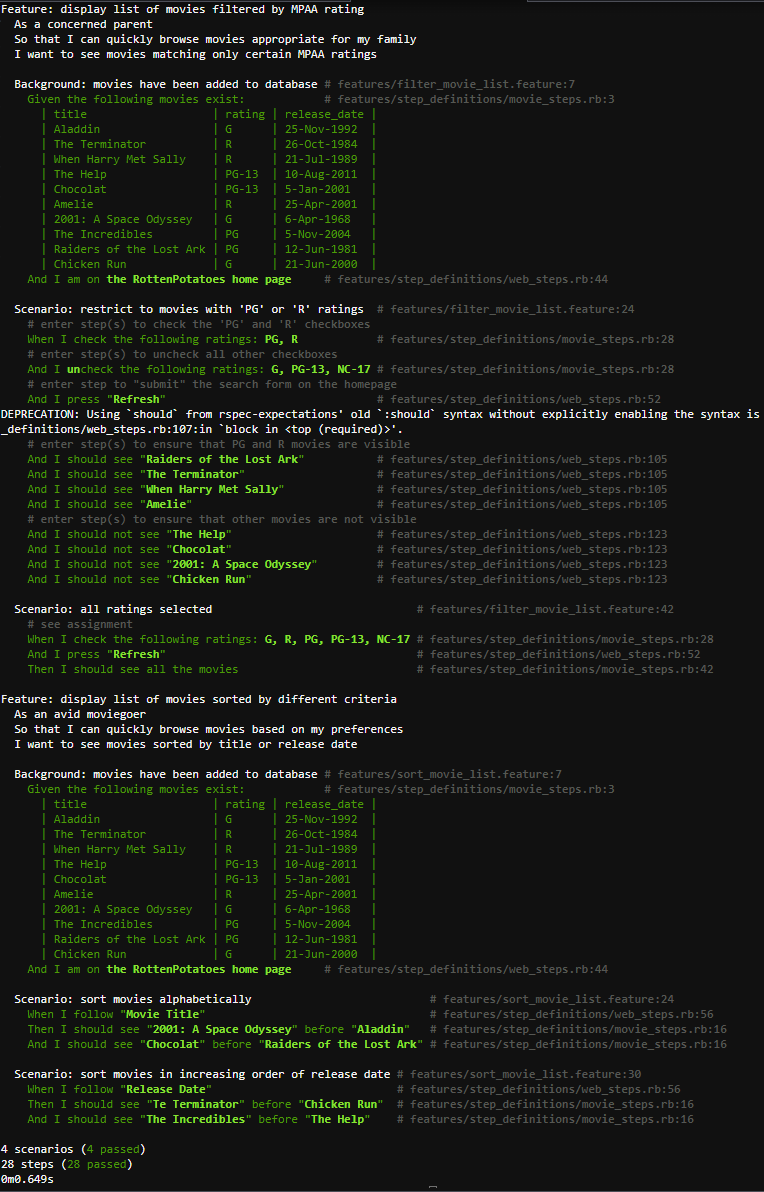 Feature: display list of movies filtered by MPAA rating
  As a concerned parent
  So that I can quickly browse movies appropriate for my family
  I want to see movies matching only certain MPAA ratings

  Background: movies have been added to database # features/filter_movie_list.feature:7
    Given the following movies exist:            # features/step_definitions/movie_steps.rb:3
      | title                   | rating | release_date |
      | Aladdin                 | G      | 25-Nov-1992  |
      | The Terminator          | R      | 26-Oct-1984  |
      | When Harry Met Sally    | R      | 21-Jul-1989  |
      | The Help                | PG-13  | 10-Aug-2011  |
      | Chocolat                | PG-13  | 5-Jan-2001   |
      | Amelie                  | R      | 25-Apr-2001  |
      | 2001: A Space Odyssey   | G      | 6-Apr-1968   |
      | The Incredibles         | PG     | 5-Nov-2004   |
      | Raiders of the Lost Ark | PG     | 12-Jun-1981  |
      | Chicken Run             | G      | 21-Jun-2000  |
    And I am on the RottenPotatoes home page     # features/step_definitions/web_steps.rb:44

  Scenario: restrict to movies with 'PG' or 'R' ratings  # features/filter_movie_list.feature:24
    # enter step(s) to check the 'PG' and 'R' checkboxes
    When I check the following ratings: PG, R            # features/step_definitions/movie_steps.rb:28
    # enter step(s) to uncheck all other checkboxes
    And I uncheck the following ratings: G, PG-13, NC-17 # features/step_definitions/movie_steps.rb:28
    # enter step to "submit" the search form on the homepage
    And I press "Refresh"                                # features/step_definitions/web_steps.rb:52
DEPRECATION: Using `should` from rspec-expectations' old `:should` syntax without explicitly enabling the syntax is
_definitions/web_steps.rb:107:in `block in <top (required)>'.
    # enter step(s) to ensure that PG and R movies are visible
    And I should see "Raiders of the Lost Ark"           # features/step_definitions/web_steps.rb:105
    And I should see "The Terminator"                    # features/step_definitions/web_steps.rb:105
    And I should see "When Harry Met Sally"              # features/step_definitions/web_steps.rb:105
    And I should see "Amelie"                            # features/step_definitions/web_steps.rb:105
    # enter step(s) to ensure that other movies are not visible
    And I should not see "The Help"                      # features/step_definitions/web_steps.rb:123
    And I should not see "Chocolat"                      # features/step_definitions/web_steps.rb:123
    And I should not see "2001: A Space Odyssey"         # features/step_definitions/web_steps.rb:123
    And I should not see "Chicken Run"                   # features/step_definitions/web_steps.rb:123

  Scenario: all ratings selected                               # features/filter_movie_list.feature:42
    # see assignment
    When I check the following ratings: G, R, PG, PG-13, NC-17 # features/step_definitions/movie_steps.rb:28
    And I press "Refresh"                                      # features/step_definitions/web_steps.rb:52
    Then I should see all the movies                           # features/step_definitions/movie_steps.rb:42

Feature: display list of movies sorted by different criteria
  As an avid moviegoer
  So that I can quickly browse movies based on my preferences
  I want to see movies sorted by title or release date

  Background: movies have been added to database # features/sort_movie_list.feature:7
    Given the following movies exist:            # features/step_definitions/movie_steps.rb:3
      | title                   | rating | release_date |
      | Aladdin                 | G      | 25-Nov-1992  |
      | The Terminator          | R      | 26-Oct-1984  |
      | When Harry Met Sally    | R      | 21-Jul-1989  |
      | The Help                | PG-13  | 10-Aug-2011  |
      | Chocolat                | PG-13  | 5-Jan-2001   |
      | Amelie                  | R      | 25-Apr-2001  |
      | 2001: A Space Odyssey   | G      | 6-Apr-1968   |
      | The Incredibles         | PG     | 5-Nov-2004   |
      | Raiders of the Lost Ark | PG     | 12-Jun-1981  |
      | Chicken Run             | G      | 21-Jun-2000  |
    And I am on the RottenPotatoes home page     # features/step_definitions/web_steps.rb:44

  Scenario: sort movies alphabetically                           # features/sort_movie_list.feature:24
    When I follow "Movie Title"                                  # features/step_definitions/web_steps.rb:56
    Then I should see "2001: A Space Odyssey" before "Aladdin"   # features/step_definitions/movie_steps.rb:16
    And I should see "Chocolat" before "Raiders of the Lost Ark" # features/step_definitions/movie_steps.rb:16

  Scenario: sort movies in increasing order of release date # features/sort_movie_list.feature:30
    When I follow "Release Date"                            # features/step_definitions/web_steps.rb:56
    Then I should see "Te Terminator" before "Chicken Run"  # features/step_definitions/movie_steps.rb:16
    And I should see "The Incredibles" before "The Help"    # features/step_definitions/movie_steps.rb:16

4 scenarios (4 passed)
28 steps (28 passed)
0m0.649s